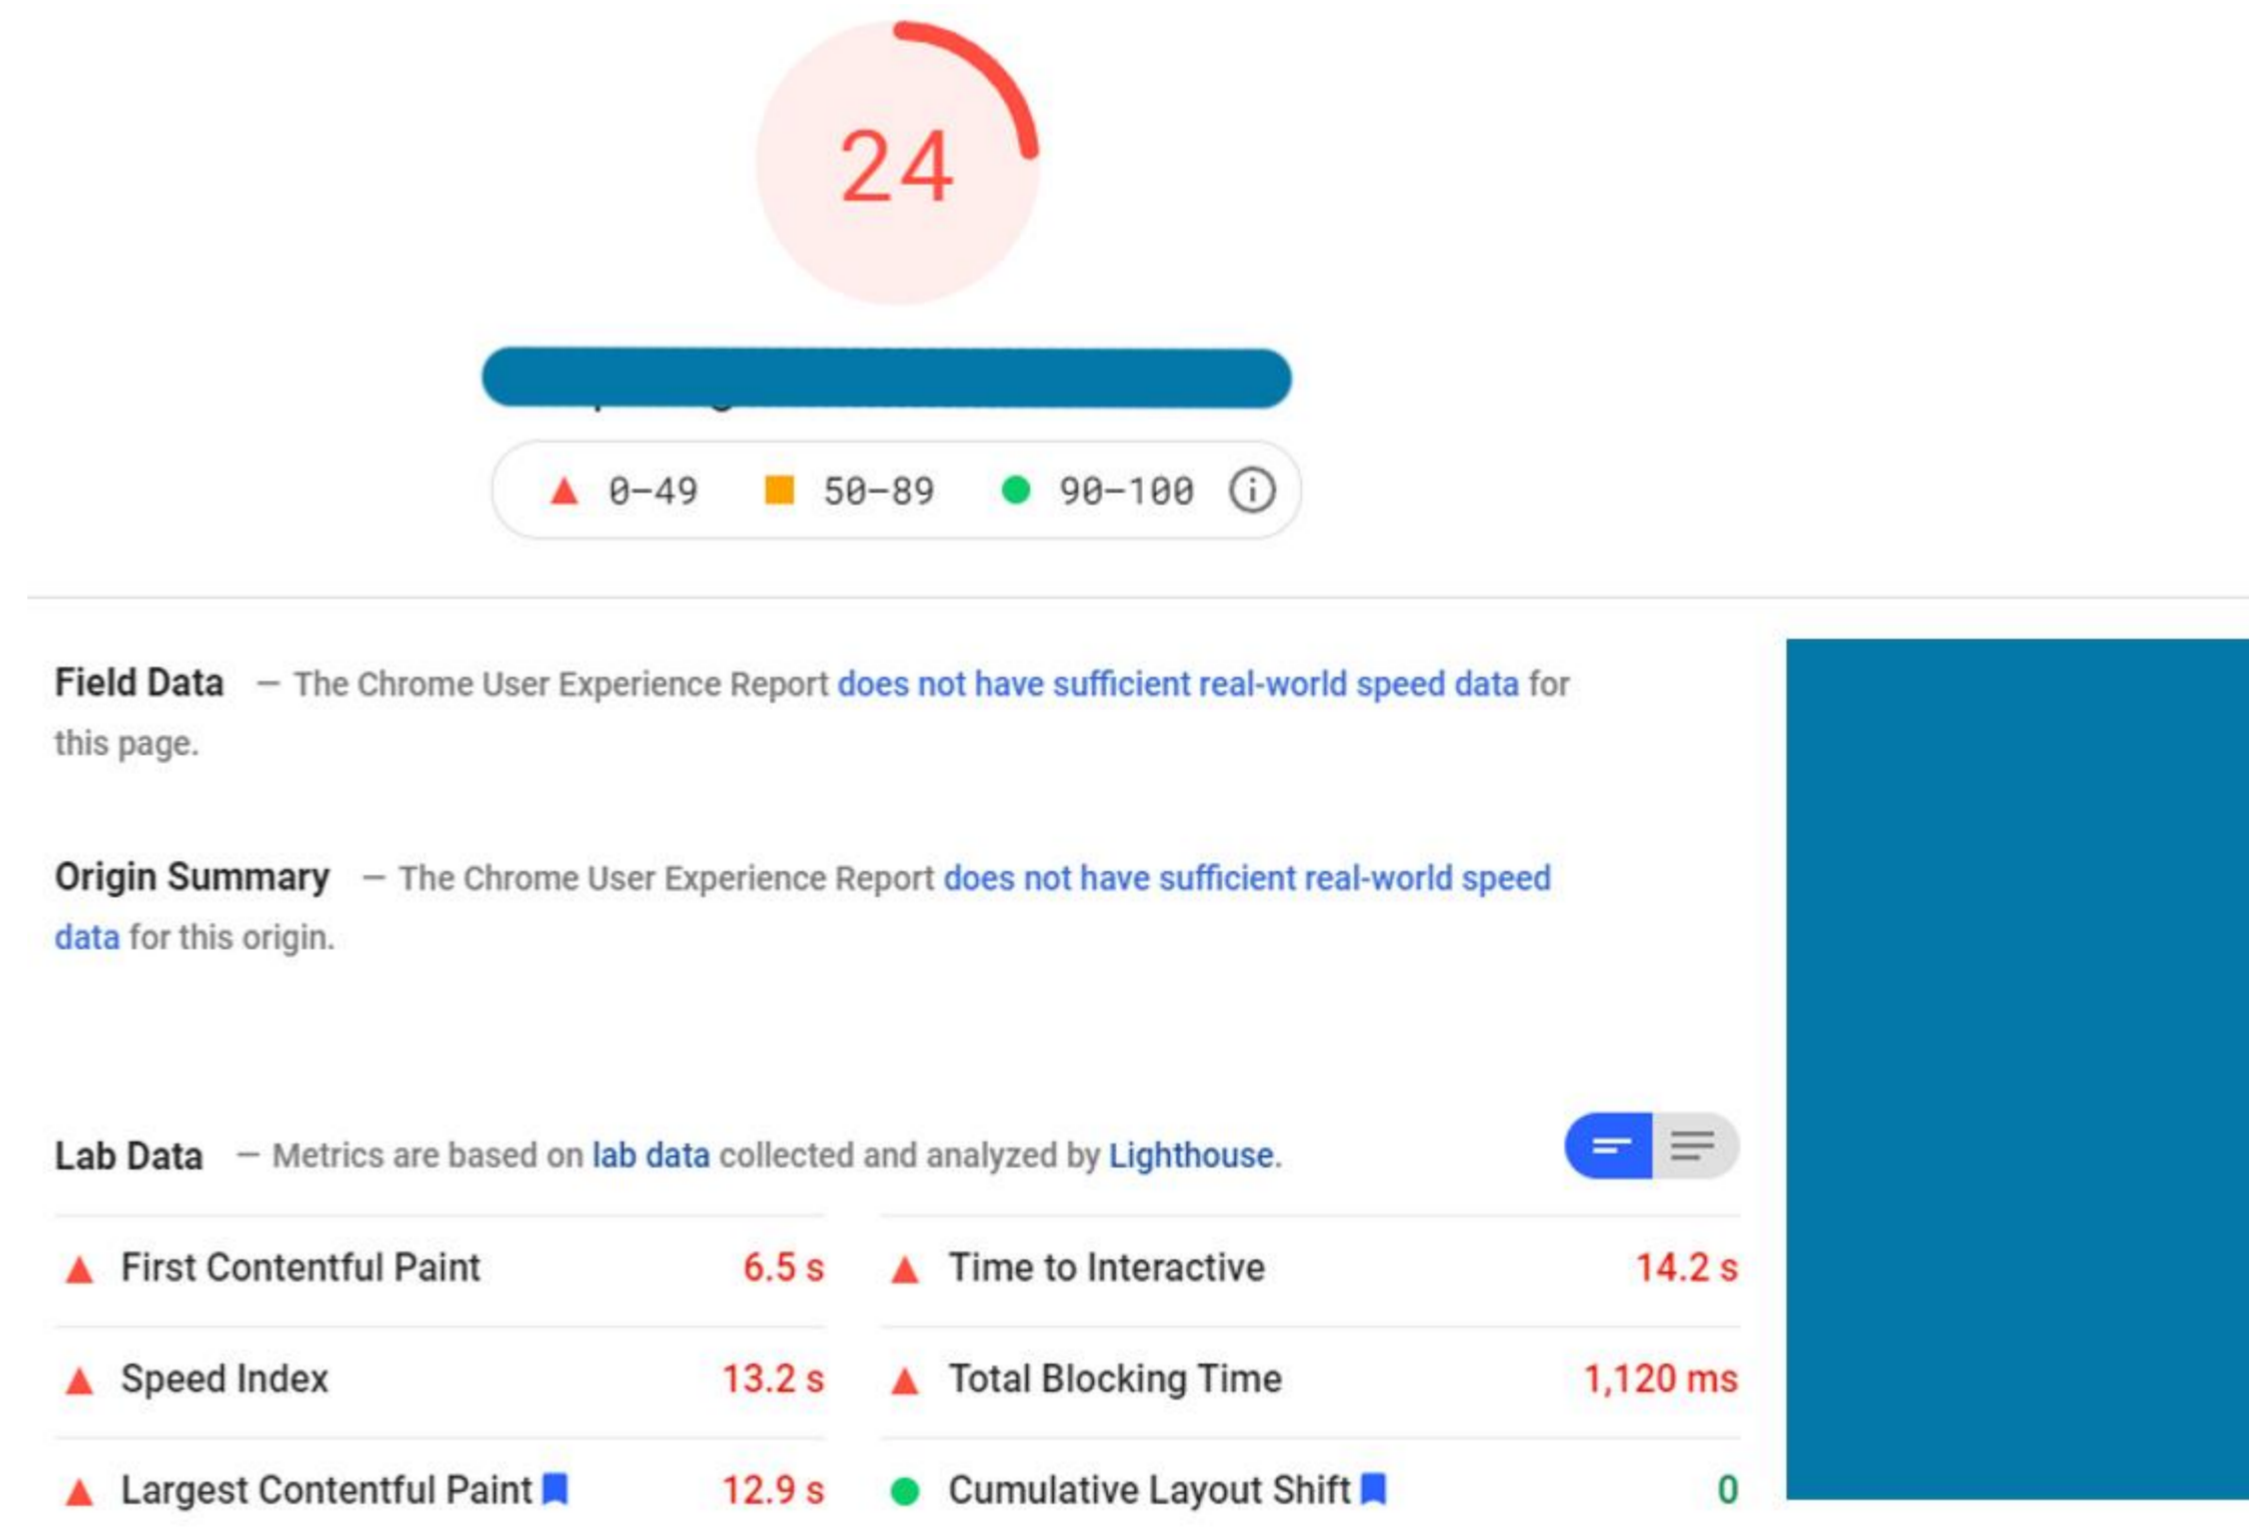 24
0–49 50–89 90–100
Field Data — The Chrome User Experience Report does not have sufficient real-world speed data for
this page.
Origin Summary — The Chrome User Experience Report does not have sufficient real-world speed
data for this origin.
Lab Data — Metrics are based on lab data collected and analyzed by Lighthouse.
First Contentful Paint 6.5 s Time to Interactive 14.2 s
Speed Index 13.2 s Total Blocking Time 1,120 ms
Largest Contentful Paint 12.9 s Cumulative Layout Shift 0